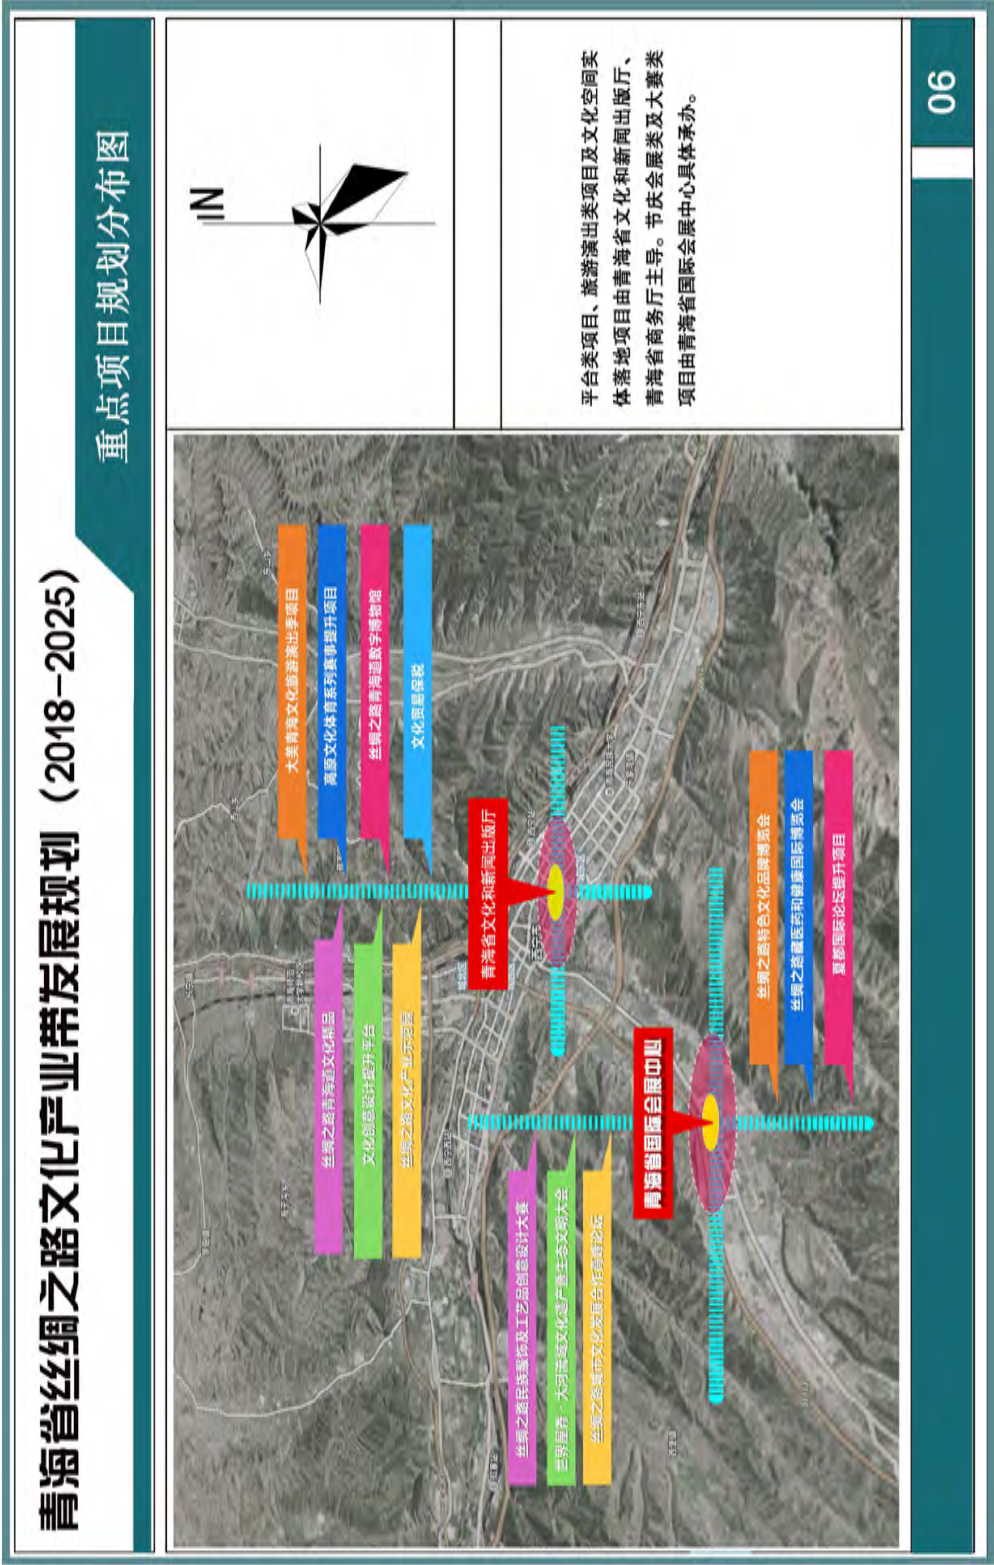 青海省丝绸之路文化产业带发展规划（2018-2025）
重点项目规划分布图
N
大美青海文化旅游演出季项目
高原文化体育系列赛事提升项目
丝绸之路青海道数字博物馆
文化贸易保税
丝绸之路青海道文化精品
文化创意设计提升平台
丝绸之路文化产业示范园
青海省文化和新闻出版厅
青海省国际会展中心
丝绸之路民族服饰及工艺品创意设计大赛
世界屋脊·大河流域文化遗产暨生态文明大会
丝绸之路城市文化发展合作竞峰论坛
丝绸之路特色文化品牌博览会
丝绸之路藏医药和健康国际博览会
夏都国际论坛提升项目
平台类项目、旅游演出类项目及文化空间实
体落地项目由青海省文化和新闻出版厅、
青海省商务厅主导。节庆会展类及大赛类
项目由青海省国际会展中心具体承办。
06